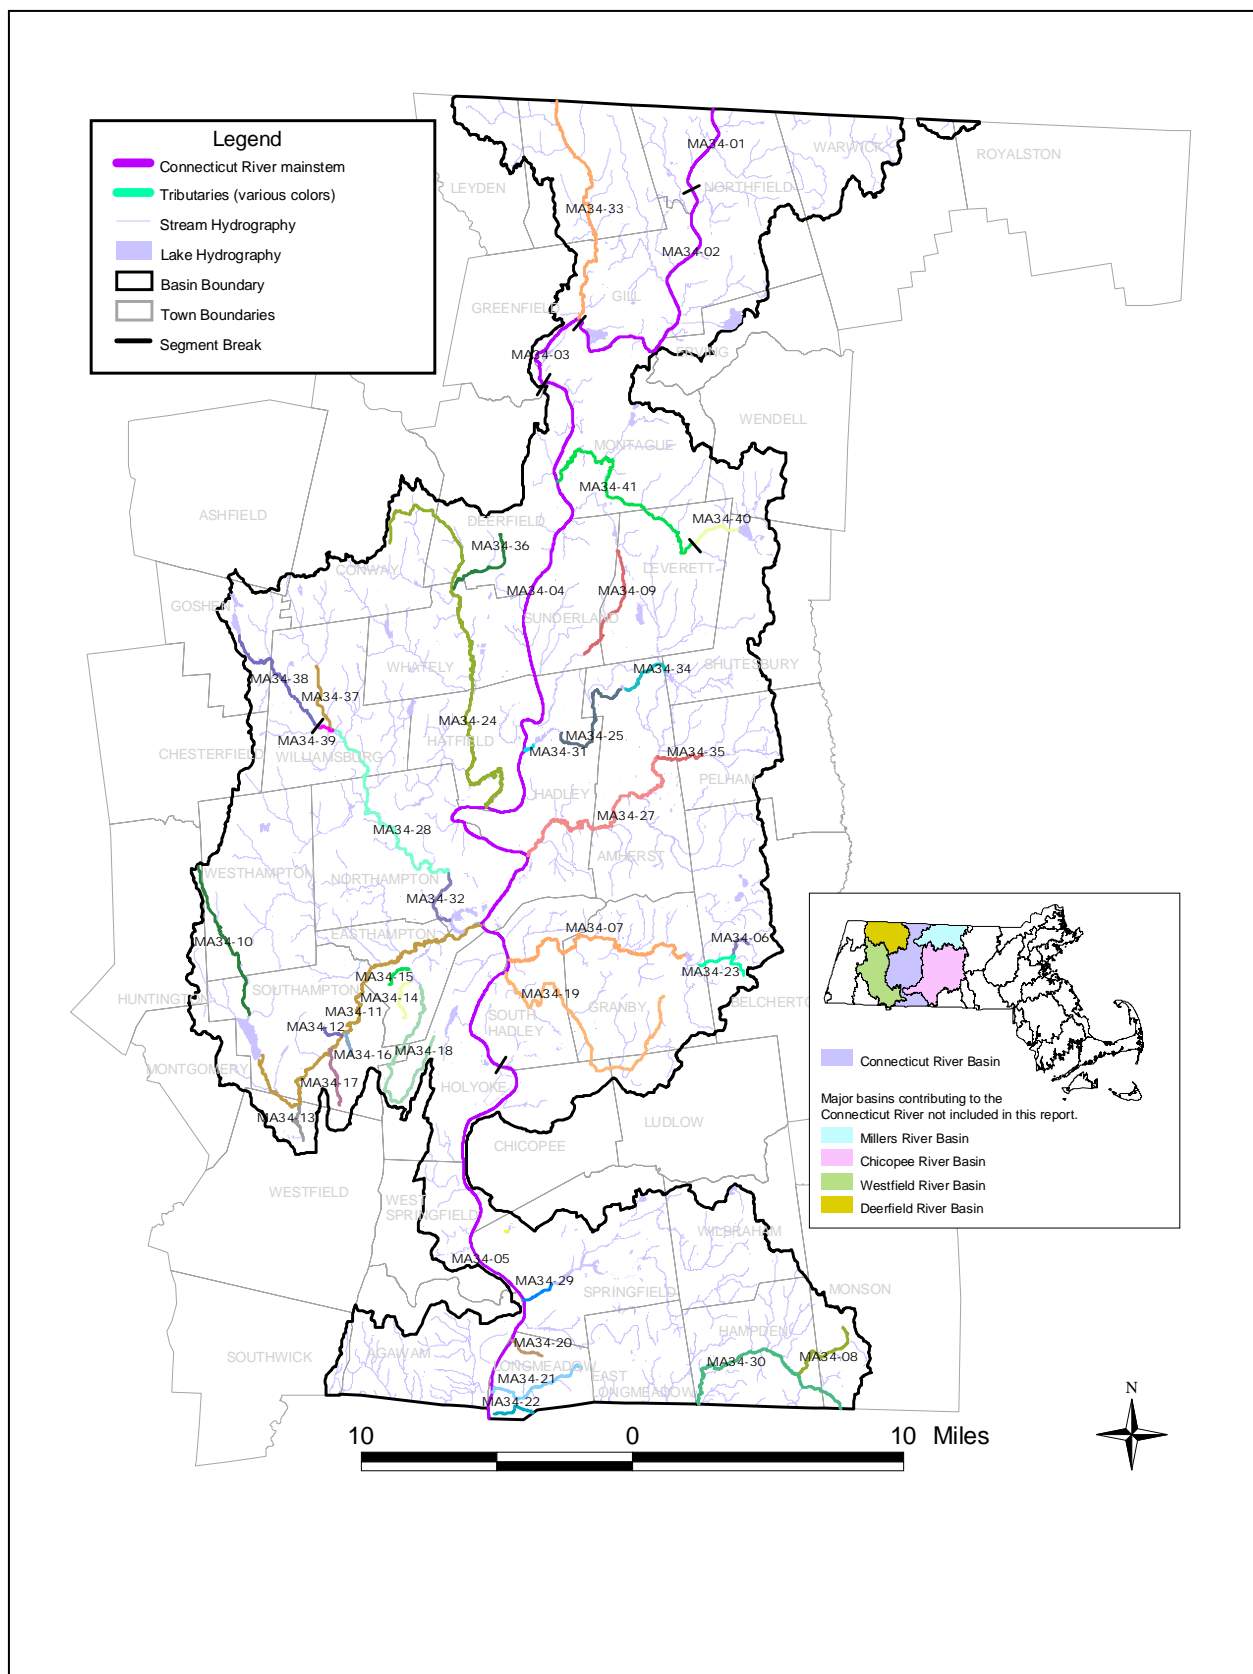 Legend
Connecticut River mainstem
Tributaries (various colors)
Stream Hydrography
Lake Hydrography
Basin Boundary
Town Boundaries
Segment Break
MA34-01
WARWICK
ROYALSTON
LEYDEN
NORTHFIELD
MA34-33
MA34-02
GILL
GREENFIELD
MA34-03
ERVING
WENDELL
MONTAGUE
MA34-41
ASHFIELD
DEERFIELD
MA34-40
MA34-36
CONWAY
LEVERETT
MA34-04
MA34-09
GOSHEN
SUNDERLAND
WHATELY
SHUTESBURY
MA34-34
MA34-38
MA34-37
MA34-24
MA34-25
MA34-39
HATFIELD
MA34-31
MA34-35
CHESTERFIELD
WILLIAMSBURG
PELHAM
HADLEY
MA34-27
MA34-28
AMHERST
WESTHAMPTON
NORTHAMPTON
MA34-32
MA34-10
EASTHAMPTON
MA34-07
MA34-06
MA34-15
MA34-23
HUNTINGTON
SOUTHAMPTON
MA34-14
MA34-19
GRANBY
BELCHERTO
MA34-11
SOUTH
HADLEY
MA34-12
MA34-16
MA34-18
MONTGOMERY
MA34-17
HOLYOKE
MA34-13
CHICOPEE
LUDLOW
WESTFIELD
WEST
SPRINGFIELD
WILBRAHAM
MA34-05
MA34-29
SPRINGFIELD
MONSON
HAMPDEN
MA34-20
SOUTHWICK
AGAWAM
LONGMEADOW
MA34-30
MA34-08
MA34-21
EAST
LONGMEADOW
MA34-22
Connecticut River Basin
Major basins contributing to the
Connecticut River not included in this report.
Millers River Basin
Chicopee River Basin
Westfield River Basin
Deerfield River Basin
N
10 0 10 Miles